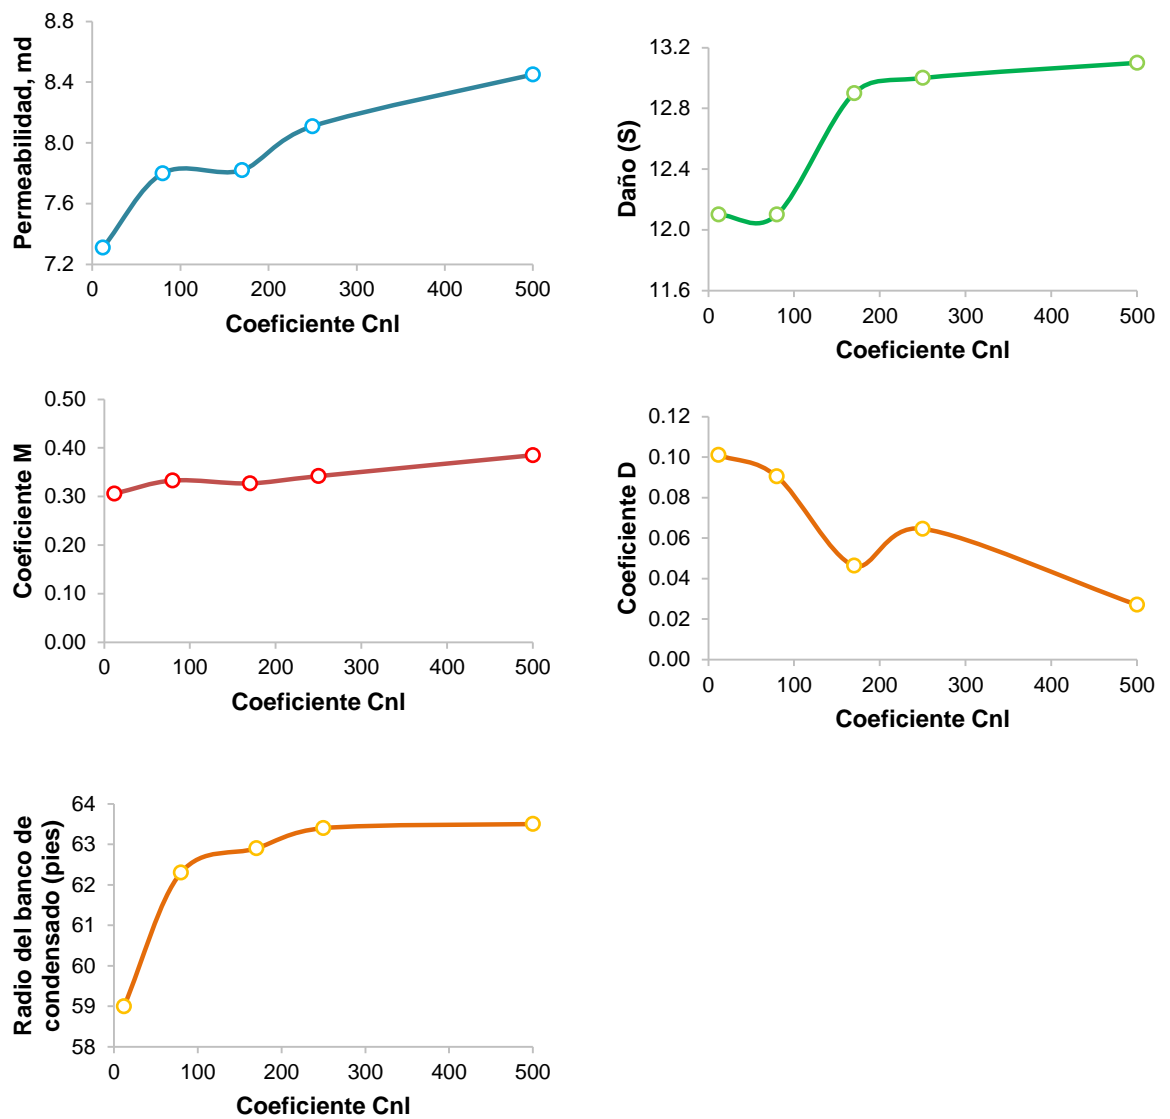 8.8
8.4
8.0
7.6
7.2
Permeabilidad, md
0 100 200 300 400 500
Coeficiente Cnl
13.2
12.8
12.4
12.0
11.6
Daño (S)
0 100 200 300 400 500
Coeficiente Cnl
0.50
0.40
0.30
0.20
0.10
0.00
Coeficiente M
0 100 200 300 400 500
Coeficiente Cnl
0.12
0.10
0.08
0.06
0.04
0.02
0.00
Coeficiente D
0 100 200 300 400 500
Coeficiente Cnl
64
63
62
61
60
59
58
Radio del banco de
condensado (pies)
0 100 200 300 400 500
Coeficiente Cnl